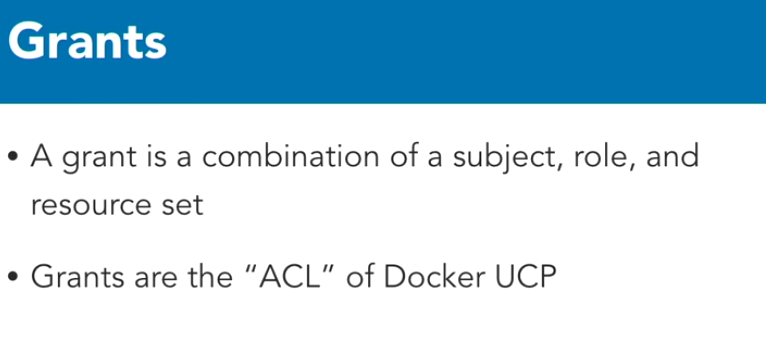 Grants
• A grant is a combination of a subject, role, and
resource set
• Grants are the “ACL” of Docker UCP